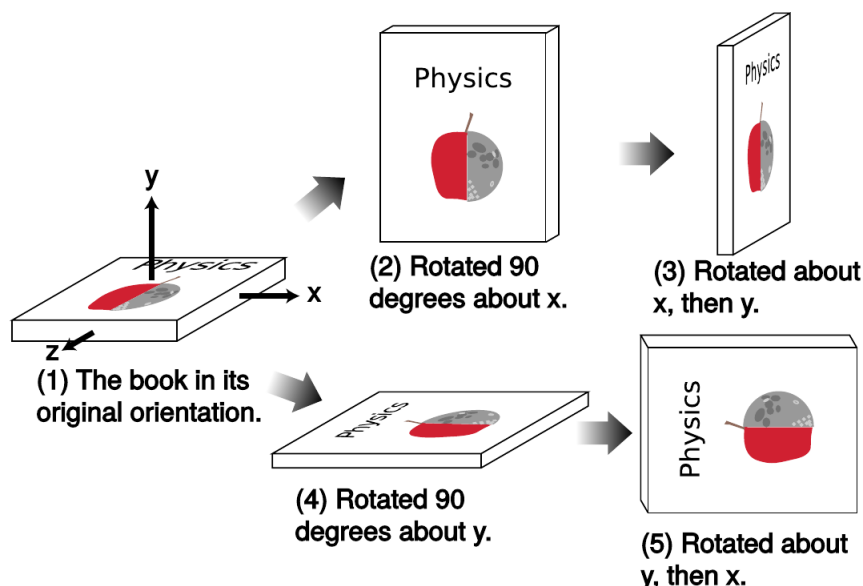 Physics
(2) Rotated 90
degrees about x.
Physics
(3) Rotated about
x, then y.
y
Physics
x
z
(1) The book in its
original orientation.
Physics
(4) Rotated 90
degrees about y.
Physics
(5) Rotated about
y, then x.